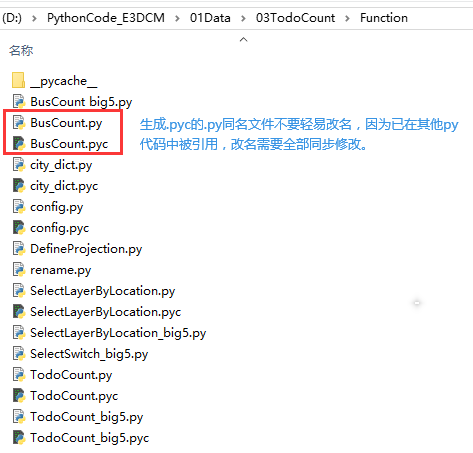 (D:) > PythonCode_E3DCM > 01Data > 03TodoCount > Function
名称
__pycache__
BusCount big5.py
BusCount.py
BusCount.pyc
生成.pyc的.py同名文件不要轻易改名，因为已在其他py
代码中被引用，改名需要全部同步修改。
city_dict.py
city_dict.pyc
config.py
config.pyc
DefineProjection.py
rename.py
SelectLayerByLocation.py
SelectLayerByLocation.pyc
SelectLayerByLocation_big5.py
SelectSwitch_big5.py
TodoCount.py
TodoCount.pyc
TodoCount_big5.py
TodoCount_big5.pyc